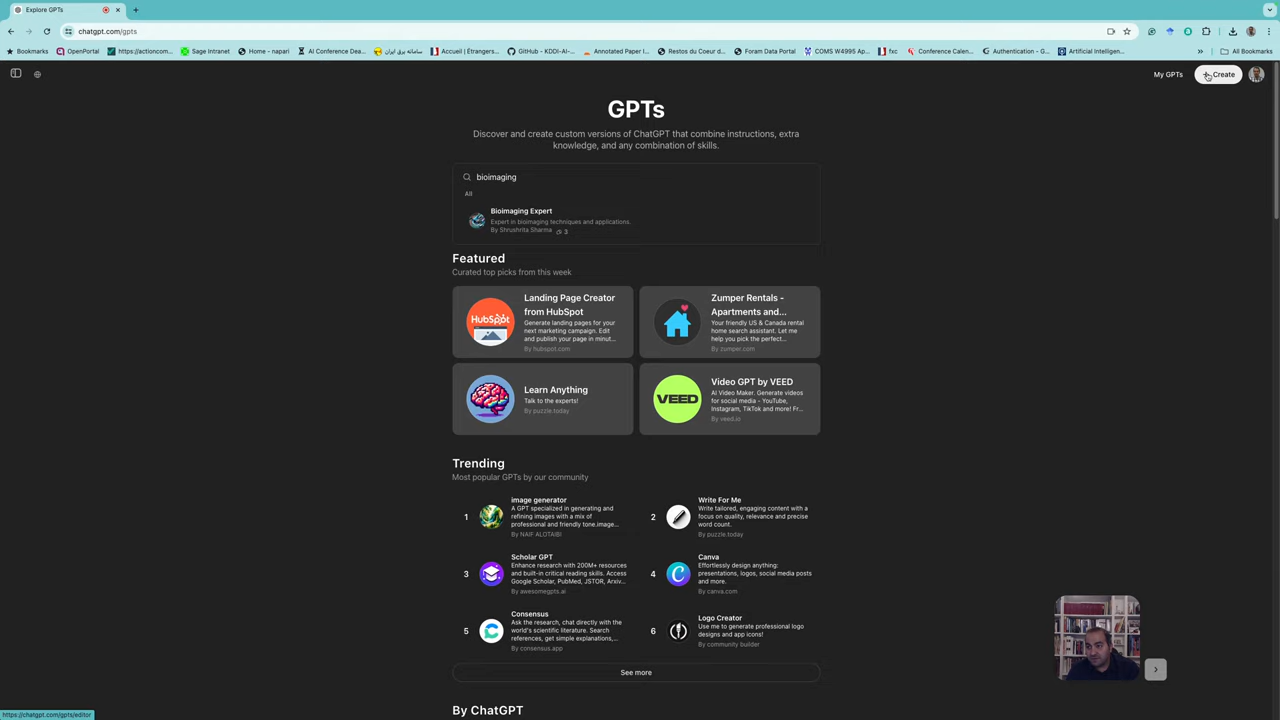 Explore GPTs
chatgpt.com/gpts
Bookmarks
OpenPortal
https://actioncom...
Sage Intranet
Home - napari
AI Conference Dea...
سامانه برق ایران
Accueil | Étrangers...
GitHub - KDDI-AI-...
Annotated Paper I...
Restos du Coeur d...
Foram Data Portal
COMS W4995 Ap...
fxc
Conference Calen...
Authentication - G...
Artificial Intelligen...
»
All Bookmarks
My GPTs
Create
GPTs
Discover and create custom versions of ChatGPT that combine instructions, extra
knowledge, and any combination of skills.
bioimaging
All
Bioimaging Expert
Expert in bioimaging techniques and applications.
By Shrushrita Sharma 3
Featured
Curated top picks from this week
HubSpot
Landing Page Creator
from HubSpot
Generate landing pages for your
next marketing campaign. Edit
and publish your page in minut...
By hubspot.com
Zumper Rentals -
Apartments and...
Your friendly US & Canada rental
home search assistant. Let me
help you pick the perfect...
By zumper.com
Learn Anything
Talk to the experts!
By puzzle.today
VEED
Video GPT by VEED
AI Video Maker. Generate videos
for social media - YouTube,
Instagram, TikTok and more! Fr...
By veed.io
Trending
Most popular GPTs by our community
1
image generator
A GPT specialized in generating and
refining images with a mix of
professional and friendly tone.image...
By NAIF ALOTAIBI
2
Write For Me
Write tailored, engaging content with a
focus on quality, relevance and precise
word count.
By puzzle.today
3
Scholar GPT
Enhance research with 200M+ resources
and built-in critical reading skills. Access
Google Scholar, PubMed, JSTOR, Arxiv...
By awesomegpts.ai
4
Canva
Effortlessly design anything:
presentations, logos, social media posts
and more.
By canva.com
5
Consensus
Ask the research, chat directly with the
world's scientific literature. Search
references, get simple explanations,...
By consensus.app
6
Logo Creator
Use me to generate professional logo
designs and app icons!
By community builder
See more
By ChatGPT
https://chatgpt.com/gpts/editor